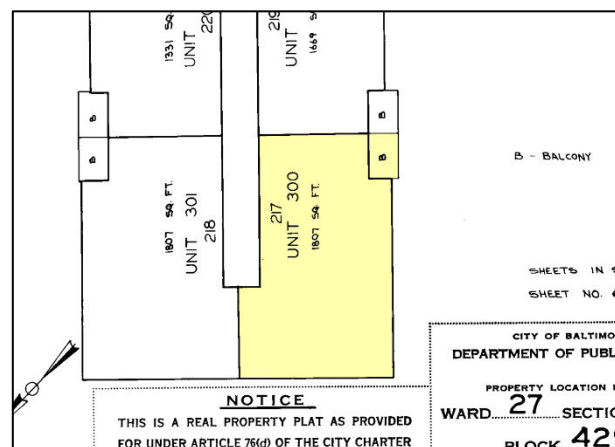 1331 SQ.
UNIT 220
219
UNIT
1669 S
B
B
B
B
B - BALCONY
UNIT 301
1807 SQ. FT.
218
217
UNIT 300
1807 SQ. FT.
SHEETS IN S
SHEET NO.
CITY OF BALTIMO
DEPARTMENT OF PUBL
PROPERTY LOCATION
WARD 27 SECTIO
BLOCK 42
NOTICE
THIS IS A REAL PROPERTY PLAT AS PROVIDED
FOR UNDER ARTICLE 76(d) OF THE CITY CHARTER